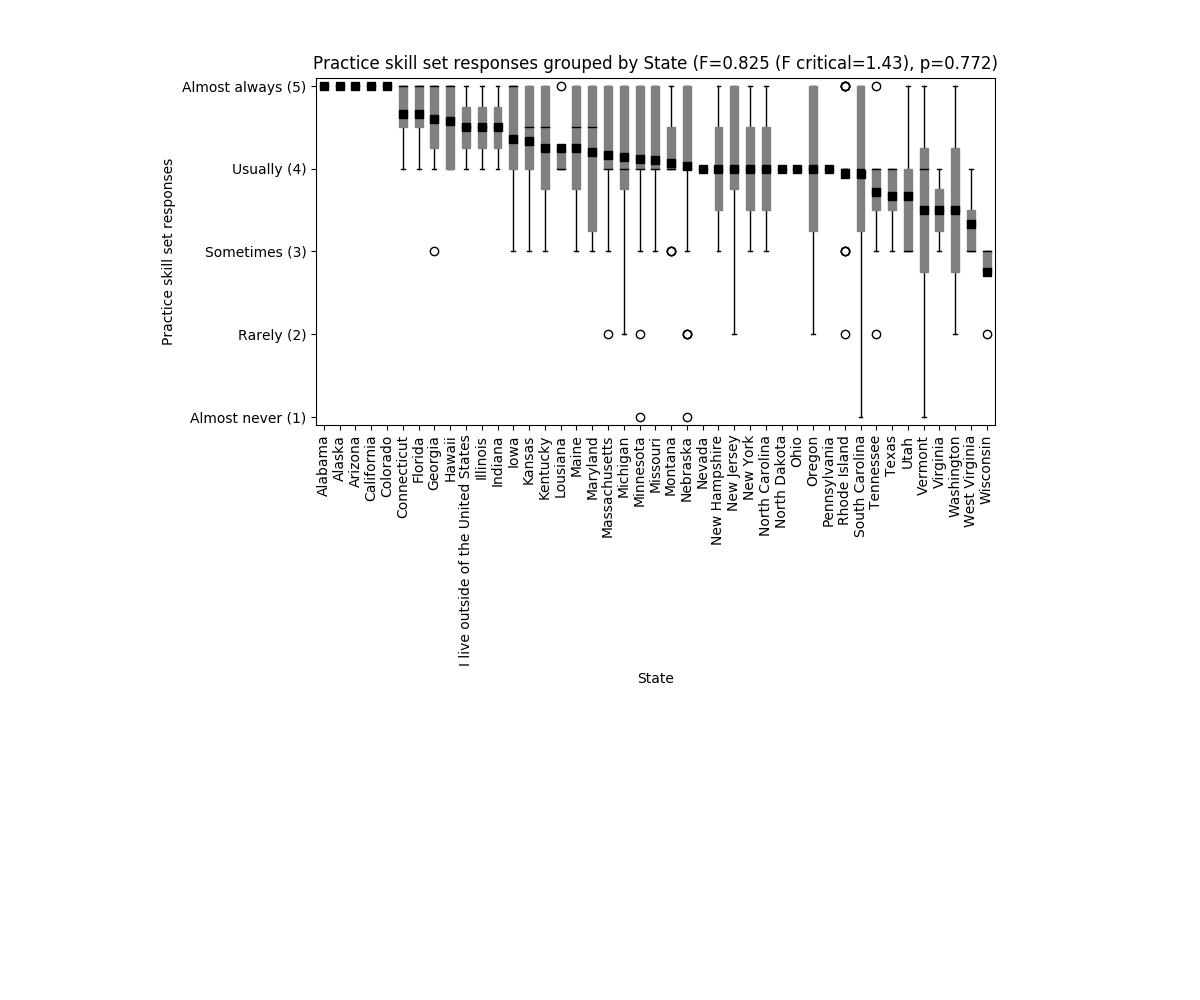 Practice skill set responses grouped by State (F=0.825 (F critical=1.43), p=0.772)
Practice skill set responses
Almost always (5)
Usually (4)
Sometimes (3)
Rarely (2)
Almost never (1)
Alabama
Alaska
Arizona
California
Colorado
Connecticut
Florida
Georgia
Hawaii
I live outside of the United States
Illinois
Indiana
Iowa
Kansas
Kentucky
Lousiana
Maine
Maryland
Massachusetts
Michigan
Minnesota
Missouri
Montana
Nebraska
Nevada
New Hampshire
New Jersey
New York
North Carolina
North Dakota
Ohio
Oregon
Pennsylvania
Rhode Island
South Carolina
Tennessee
Texas
Utah
Vermont
Virginia
Washington
West Virginia
Wisconsin
State